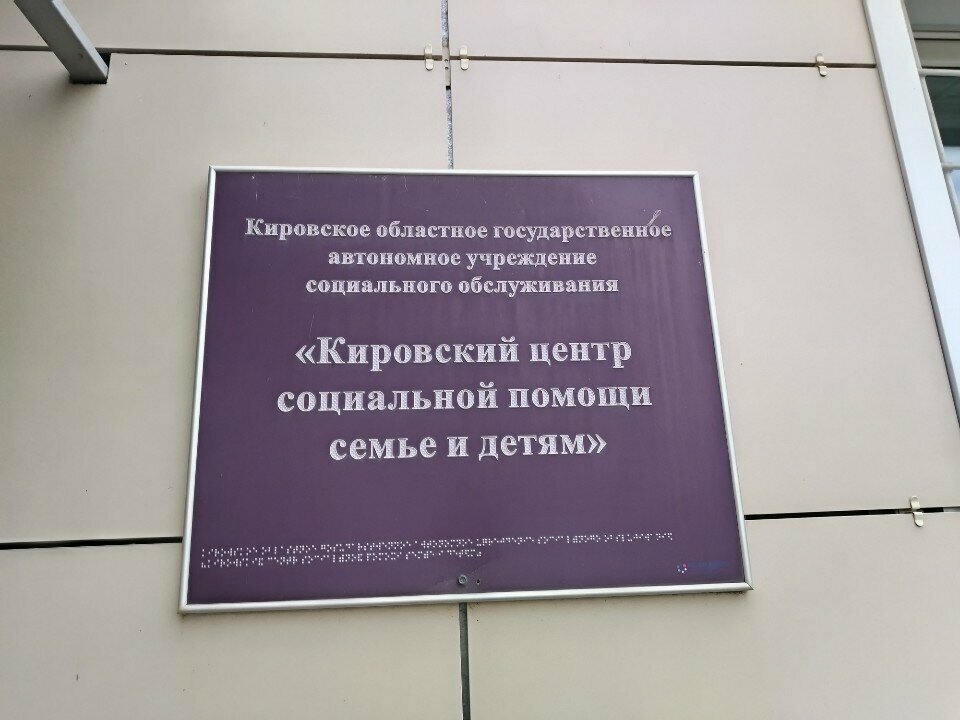 Кировское областное государственное
автономное учреждение
социального обслуживания
«Кировский центр
социальной помощи
семье и детям»